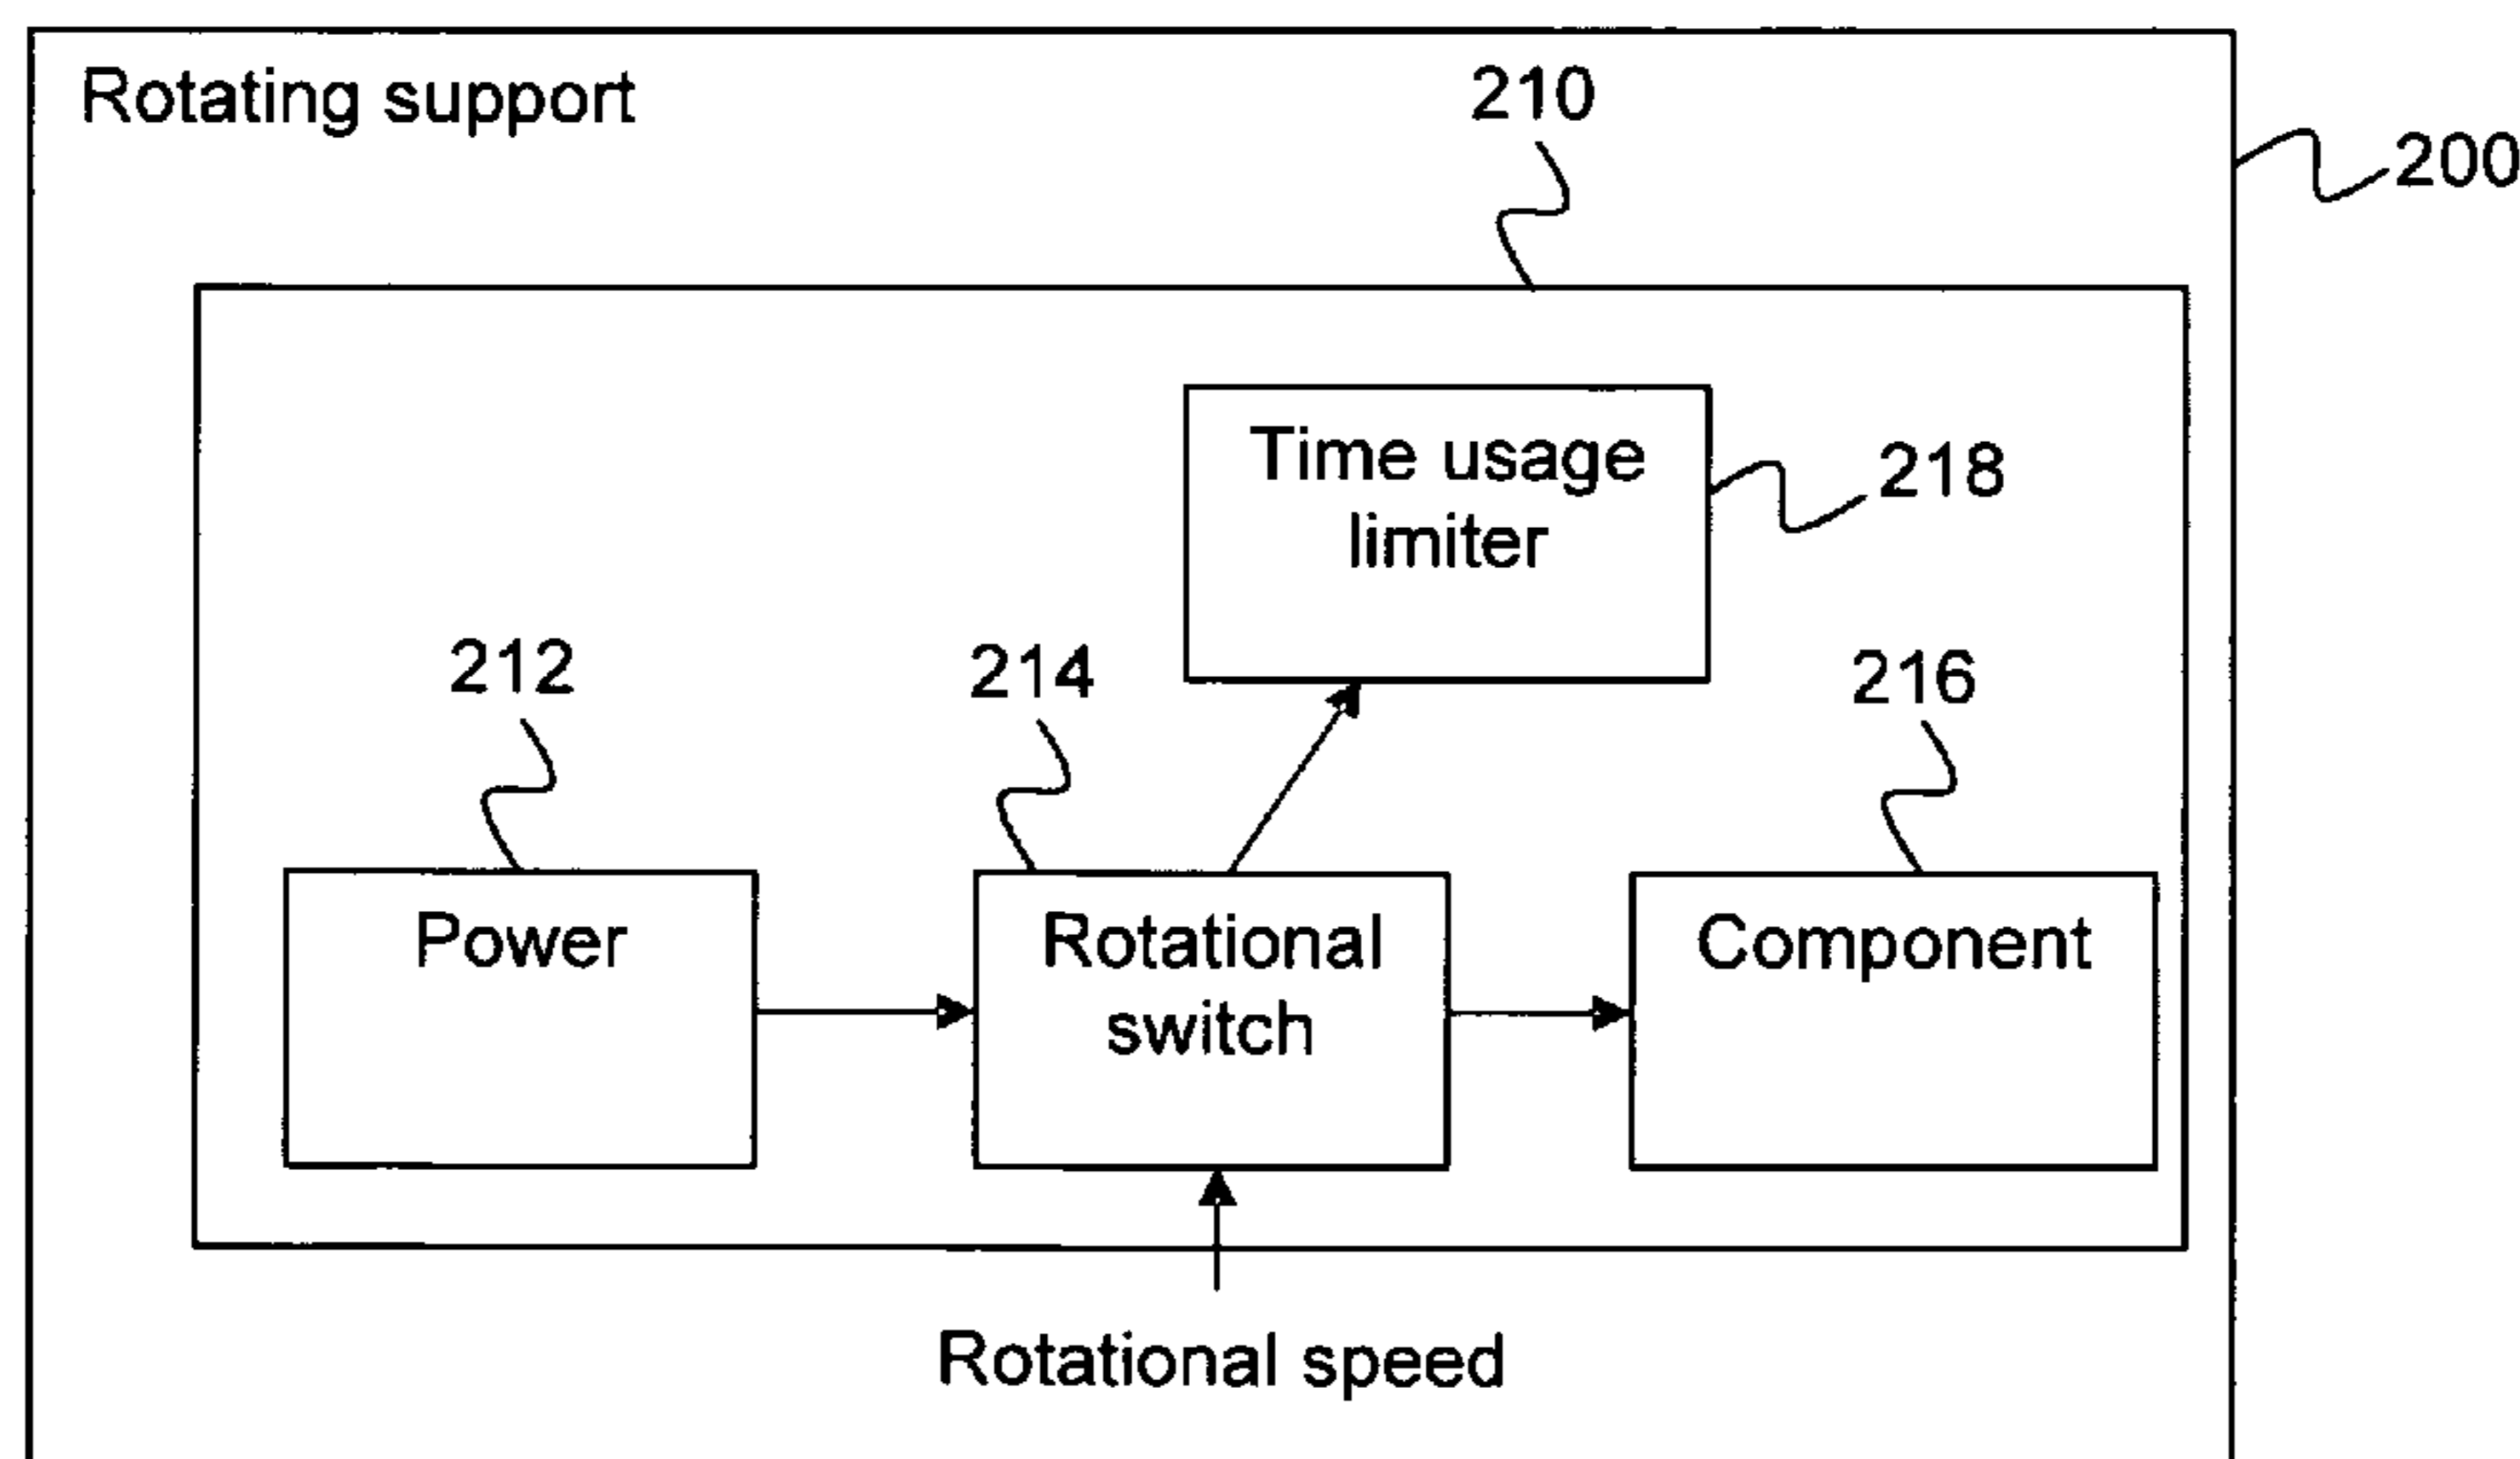 Rotating support
210
200
Time usage
limiter
218
212
214
216
Power
Rotational
switch
Component
Rotational speed